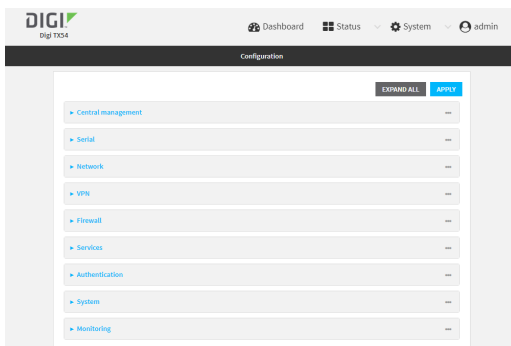 DIGI
Digi TX54
Dashboard Status System admin
Configuration
EXPAND ALL APPLY
Central management
Serial
Network
VPN
Firewall
Services
Authentication
System
Monitoring